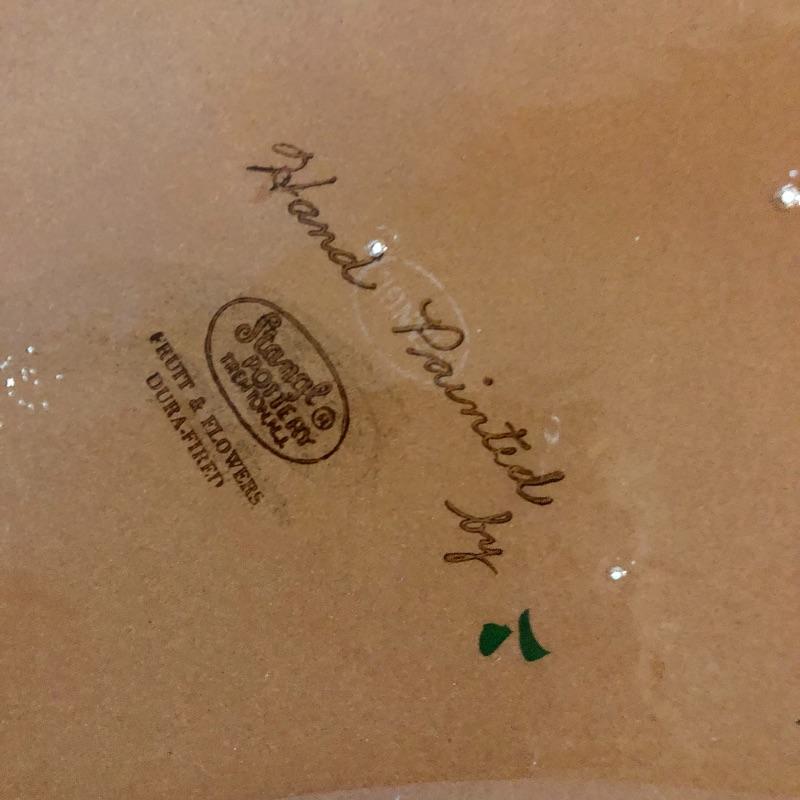 Hand Painted
by
Stangl®
POTTERY
TRENTON, N.J.
FRUIT & FLOWERS
DURA-FIRED